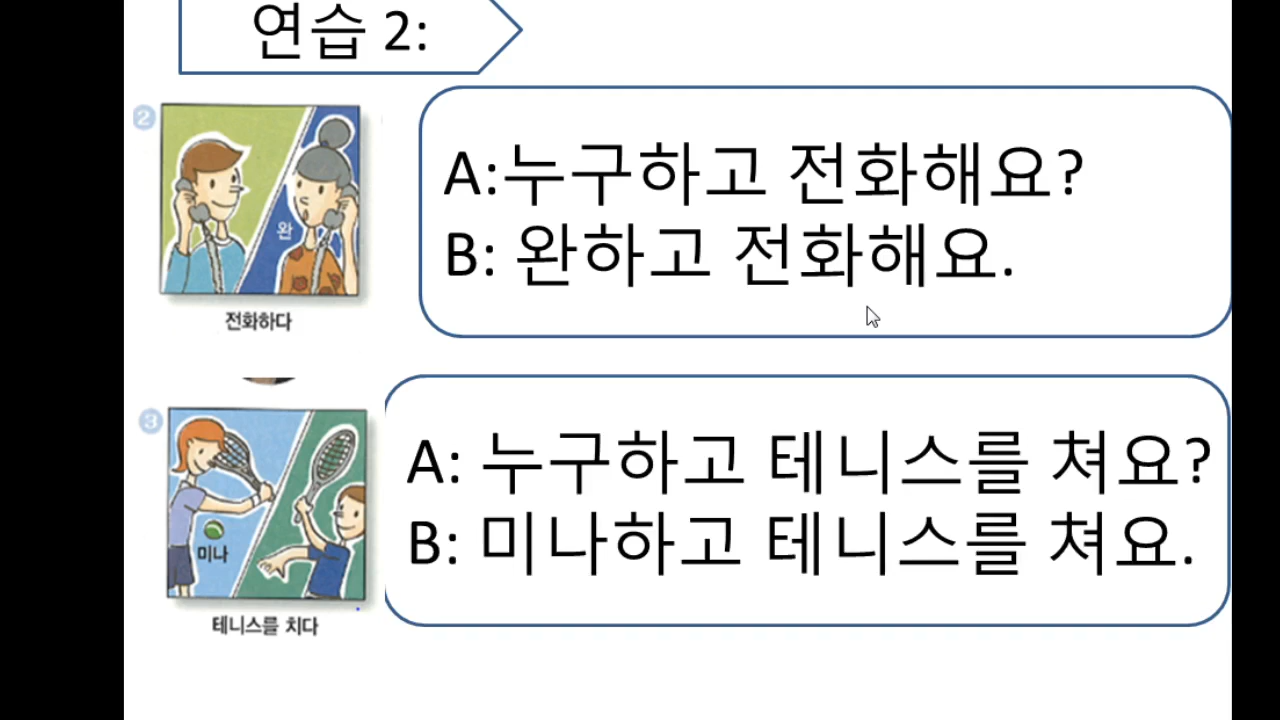 연습 2:
2
완
전화하다
A:누구하고 전화해요?
B: 완하고 전화해요.
3
미나
테니스를 치다
A: 누구하고 테니스를 쳐요?
B: 미나하고 테니스를 쳐요.